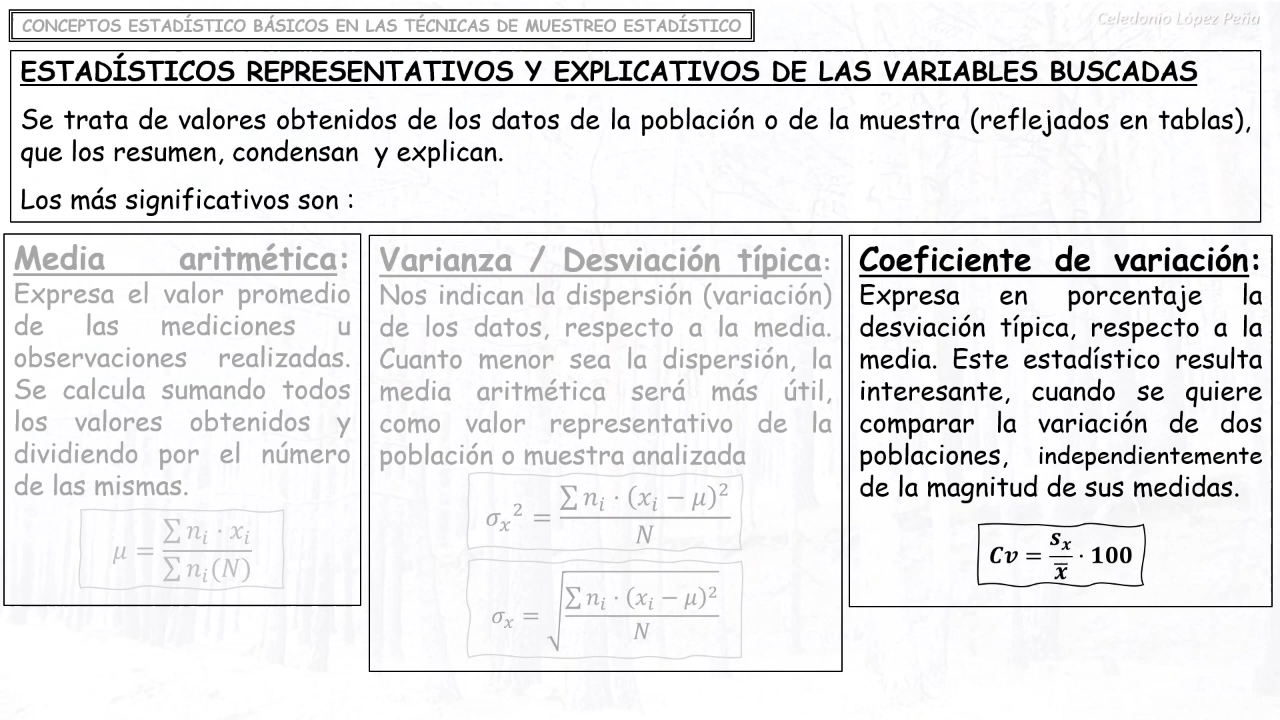 CONCEPTOS ESTADÍSTICO BÁSICOS EN LAS TÉCNICAS DE MUESTREO ESTADÍSTICO
Celedonio López Peña
ESTADÍSTICOS REPRESENTATIVOS Y EXPLICATIVOS DE LAS VARIABLES BUSCADAS
Se trata de valores obtenidos de los datos de la población o de la muestra (reflejados en tablas),
que los resumen, condensan y explican.
Los más significativos son :
Media aritmética:
Expresa el valor promedio
de las mediciones u
observaciones realizadas.
Se calcula sumando todos
los valores obtenidos y
dividiendo por el número
de las mismas.
μ = ∑ nᵢ · xᵢ / ∑ nᵢ(N)
Varianza / Desviación típica:
Nos indican la dispersión (variación)
de los datos, respecto a la media.
Cuanto menor sea la dispersión, la
media aritmética será más útil,
como valor representativo de la
población o muestra analizada
σₓ² = ∑ nᵢ · (xᵢ − μ)² / N
σₓ = √(∑ nᵢ · (xᵢ − μ)² / N)
Coeficiente de variación:
Expresa en porcentaje la
desviación típica, respecto a la
media. Este estadístico resulta
interesante, cuando se quiere
comparar la variación de dos
poblaciones, independientemente
de la magnitud de sus medidas.
Cv = sₓ / x̅ · 100